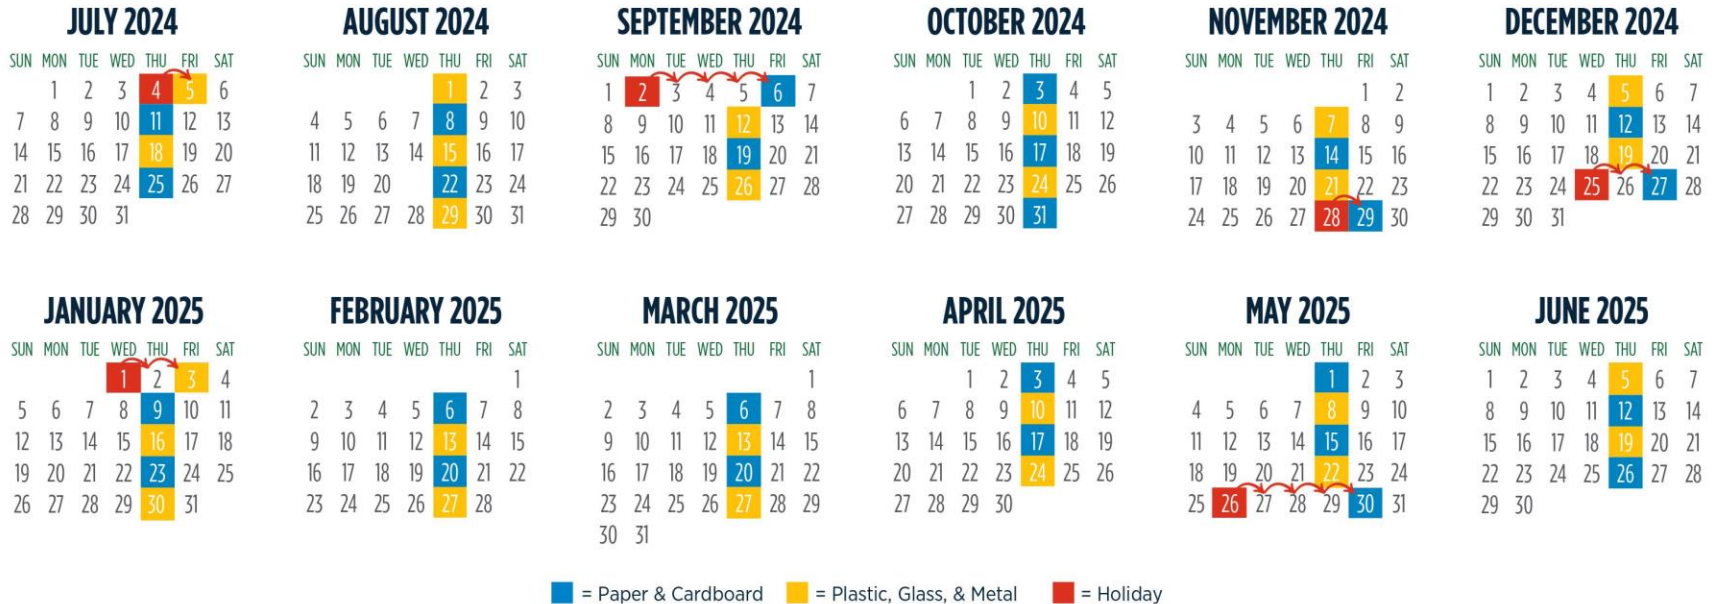 JULY 2024
SUN MON TUE WED THU FRI SAT
1 2 3 4 5 6
7 8 9 10 11 12 13
14 15 16 17 18 19 20
21 22 23 24 25 26 27
28 29 30 31
AUGUST 2024
SUN MON TUE WED THU FRI SAT
1 2 3
4 5 6 7 8 9 10
11 12 13 14 15 16 17
18 19 20 22 23 24
25 26 27 28 29 30 31
SEPTEMBER 2024
SUN MON TUE WED THU FRI SAT
1 2 3 4 5 6 7
8 9 10 11 12 13 14
15 16 17 18 19 20 21
22 23 24 25 26 27 28
29 30
OCTOBER 2024
SUN MON TUE WED THU FRI SAT
1 2 3 4 5
6 7 8 9 10 11 12
13 14 15 16 17 18 19
20 21 22 23 24 25 26
27 28 29 30 31
NOVEMBER 2024
SUN MON TUE WED THU FRI SAT
1 2
3 4 5 6 7 8 9
10 11 12 13 14 15 16
17 18 19 20 21 22 23
24 25 26 27 28 29 30
DECEMBER 2024
SUN MON TUE WED THU FRI SAT
1 2 3 4 5 6 7
8 9 10 11 12 13 14
15 16 17 18 19 20 21
22 23 24 25 26 27 28
29 30 31
JANUARY 2025
SUN MON TUE WED THU FRI SAT
1 2 3 4
5 6 7 8 9 10 11
12 13 14 15 16 17 18
19 20 21 22 23 24 25
26 27 28 29 30 31
FEBRUARY 2025
SUN MON TUE WED THU FRI SAT
1
2 3 4 5 6 7 8
9 10 11 12 13 14 15
16 17 18 19 20 21 22
23 24 25 26 27 28
MARCH 2025
SUN MON TUE WED THU FRI SAT
1
2 3 4 5 6 7 8
9 10 11 12 13 14 15
16 17 18 19 20 21 22
23 24 25 26 27 28 29
30 31
APRIL 2025
SUN MON TUE WED THU FRI SAT
1 2 3 4 5
6 7 8 9 10 11 12
13 14 15 16 17 18 19
20 21 22 23 24 25 26
27 28 29 30
MAY 2025
SUN MON TUE WED THU FRI SAT
1 2 3
4 5 6 7 8 9 10
11 12 13 14 15 16 17
18 19 20 21 22 23 24
25 26 27 28 29 30 31
JUNE 2025
SUN MON TUE WED THU FRI SAT
1 2 3 4 5 6 7
8 9 10 11 12 13 14
15 16 17 18 19 20 21
22 23 24 25 26 27 28
29 30
= Paper & Cardboard = Plastic, Glass, & Metal = Holiday